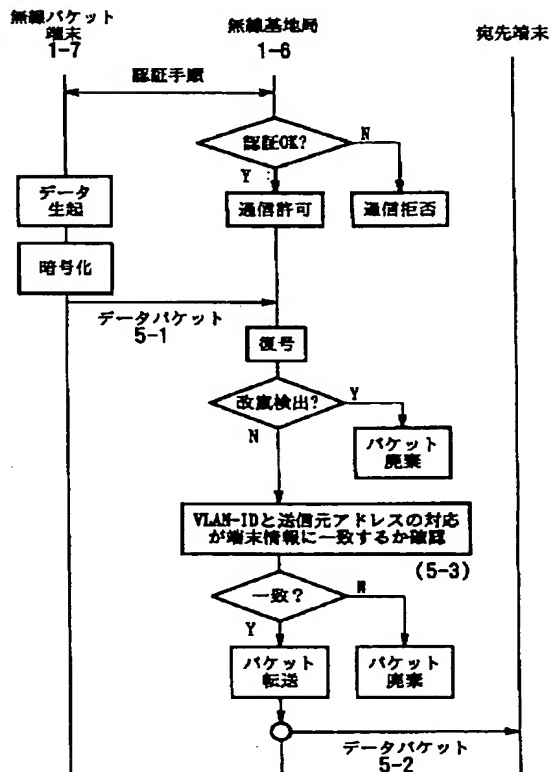 無線パケット
端末
1-7
無線基地局
1-6
宛先端末
認証手順
認証OK?
N
Y
データ
生起
通信許可
通信拒否
暗号化
データパケット
5-1
復号
改竄検出?
Y
N
パケット
廃棄
VLAN-IDと送信元アドレスの対応
が端末情報に一致するか確認
(5-3)
一致?
N
Y
パケット
転送
パケット
廃棄
データパケット
5-2